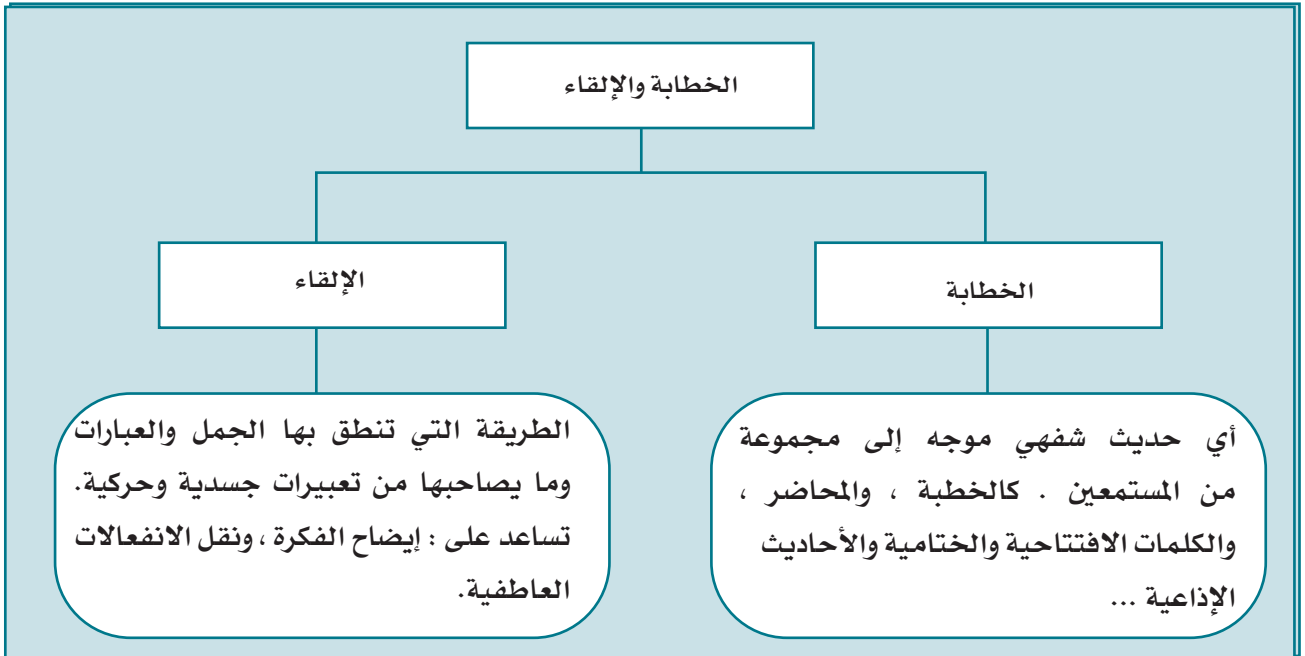 الخطابة والإلقاء
الخطابة
الإلقاء
أي حديث شفهي موجه إلى مجموعة
من المستمعين . كالخطبة ، والمحاضر ،
والكلمات الافتتاحية والختامية والأحاديث
الإذاعية ...
الطريقة التي تنطق بها الجمل والعبارات
وما يصاحبها من تعبيرات جسدية وحركية.
تساعد على : إيضاح الفكرة ، ونقل الانفعالات
العاطفية.